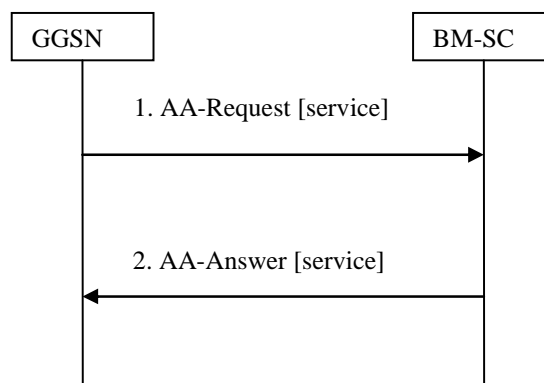 GGSN
BM-SC
1. AA-Request [service]
2. AA-Answer [service]